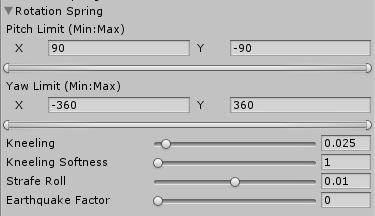 Rotation Spring
Pitch Limit (Min:Max)
X 90 Y -90
Yaw Limit (Min:Max)
X -360 Y 360
Kneeling 0.025
Kneeling Softness 1
Strafe Roll 0.01
Earthquake Factor 0